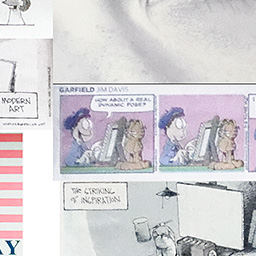 MODERN
ART
GARFIELD JIM DAVIS
HOW ABOUT A REAL
DYNAMIC POSE?
THE STRIKING
OF INSPIRATION
AY